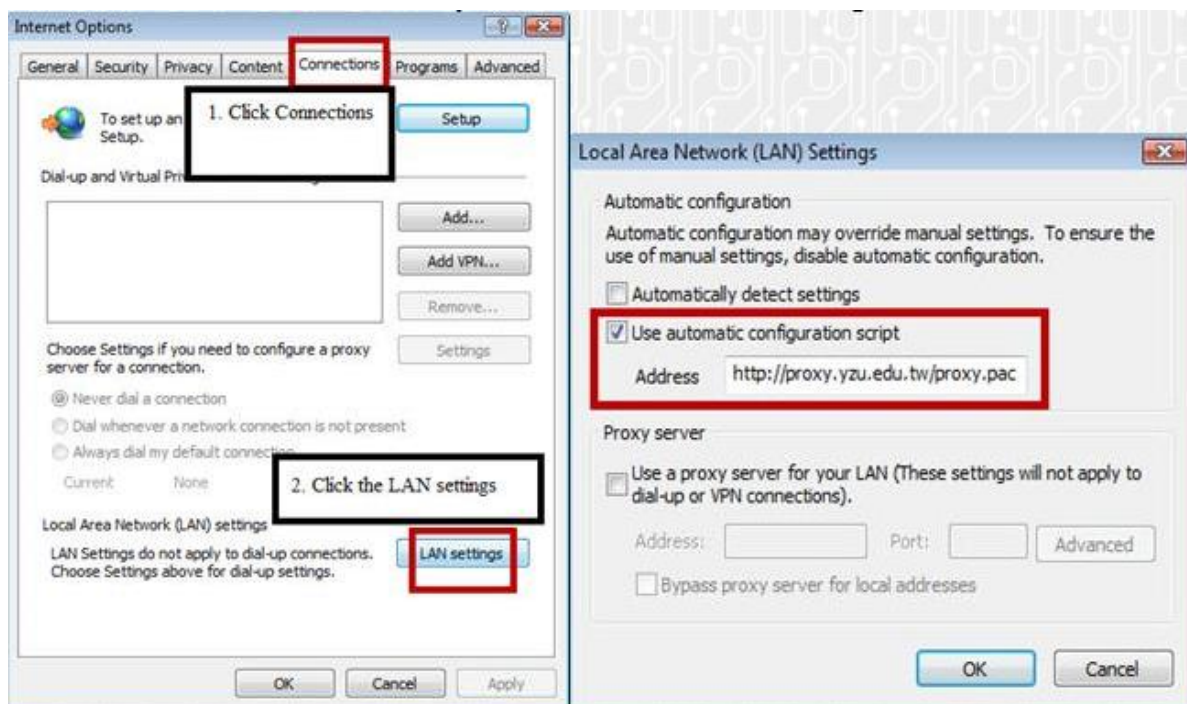 Internet Options
General Security Privacy Content Connections Programs Advanced
To set up an
Setup.
1. Click Connections
Setup
Dial-up and Virtual
Add...
Add VPN...
Remove...
Choose Settings if you need to configure a proxy
server for a connection.
Settings
Never dial a connection
Dial whenever a network connection is not present
Always dial my default connection
Current None
2. Click the LAN settings
Local Area Network (LAN) settings
LAN Settings do not apply to dial-up connections.
Choose Settings above for dial-up settings.
LAN settings
OK Cancel Apply
Local Area Network (LAN) Settings
Automatic configuration
Automatic configuration may override manual settings. To ensure the
use of manual settings, disable automatic configuration.
Automatically detect settings
Use automatic configuration script
Address http://proxy.yzu.edu.tw/proxy.pac
Proxy server
Use a proxy server for your LAN (These settings will not apply to
dial-up or VPN connections).
Address: Port: Advanced
Bypass proxy server for local addresses
OK Cancel